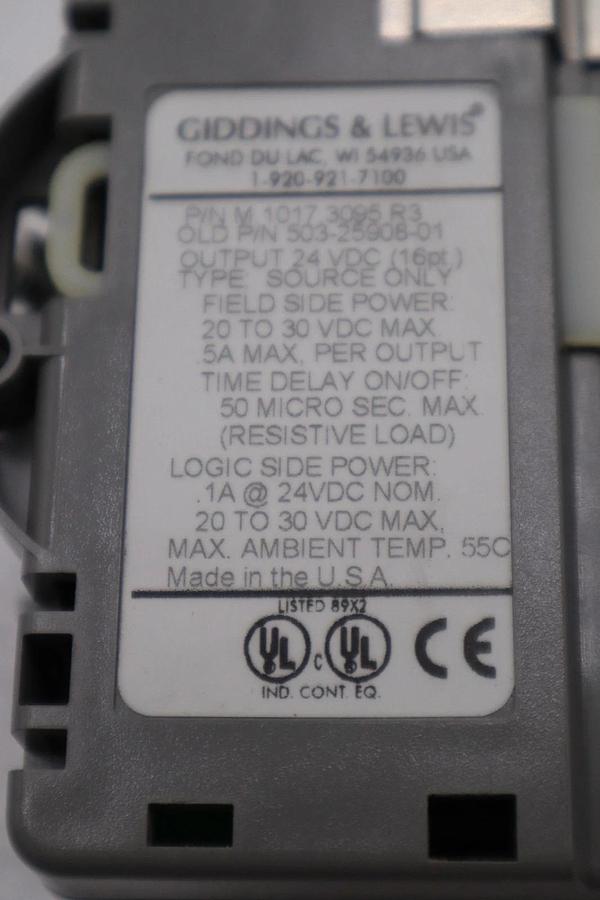 GIDDINGS & LEWIS®
FOND DU LAC, WI 54936 USA
1-920-921-7100
P/N M.1017.3095.R3
OLD P/N 503-25908-01
OUTPUT 24 VDC (16pt.)
TYPE: SOURCE ONLY
FIELD SIDE POWER:
20 TO 30 VDC MAX.
.5A MAX, PER OUTPUT
TIME DELAY ON/OFF:
50 MICRO SEC. MAX.
(RESISTIVE LOAD)
LOGIC SIDE POWER:
.1A @ 24VDC NOM.
20 TO 30 VDC MAX,
MAX. AMBIENT TEMP. 55C
Made in the U.S.A.
LISTED 89X2
UL C UL CE
IND. CONT. EQ.